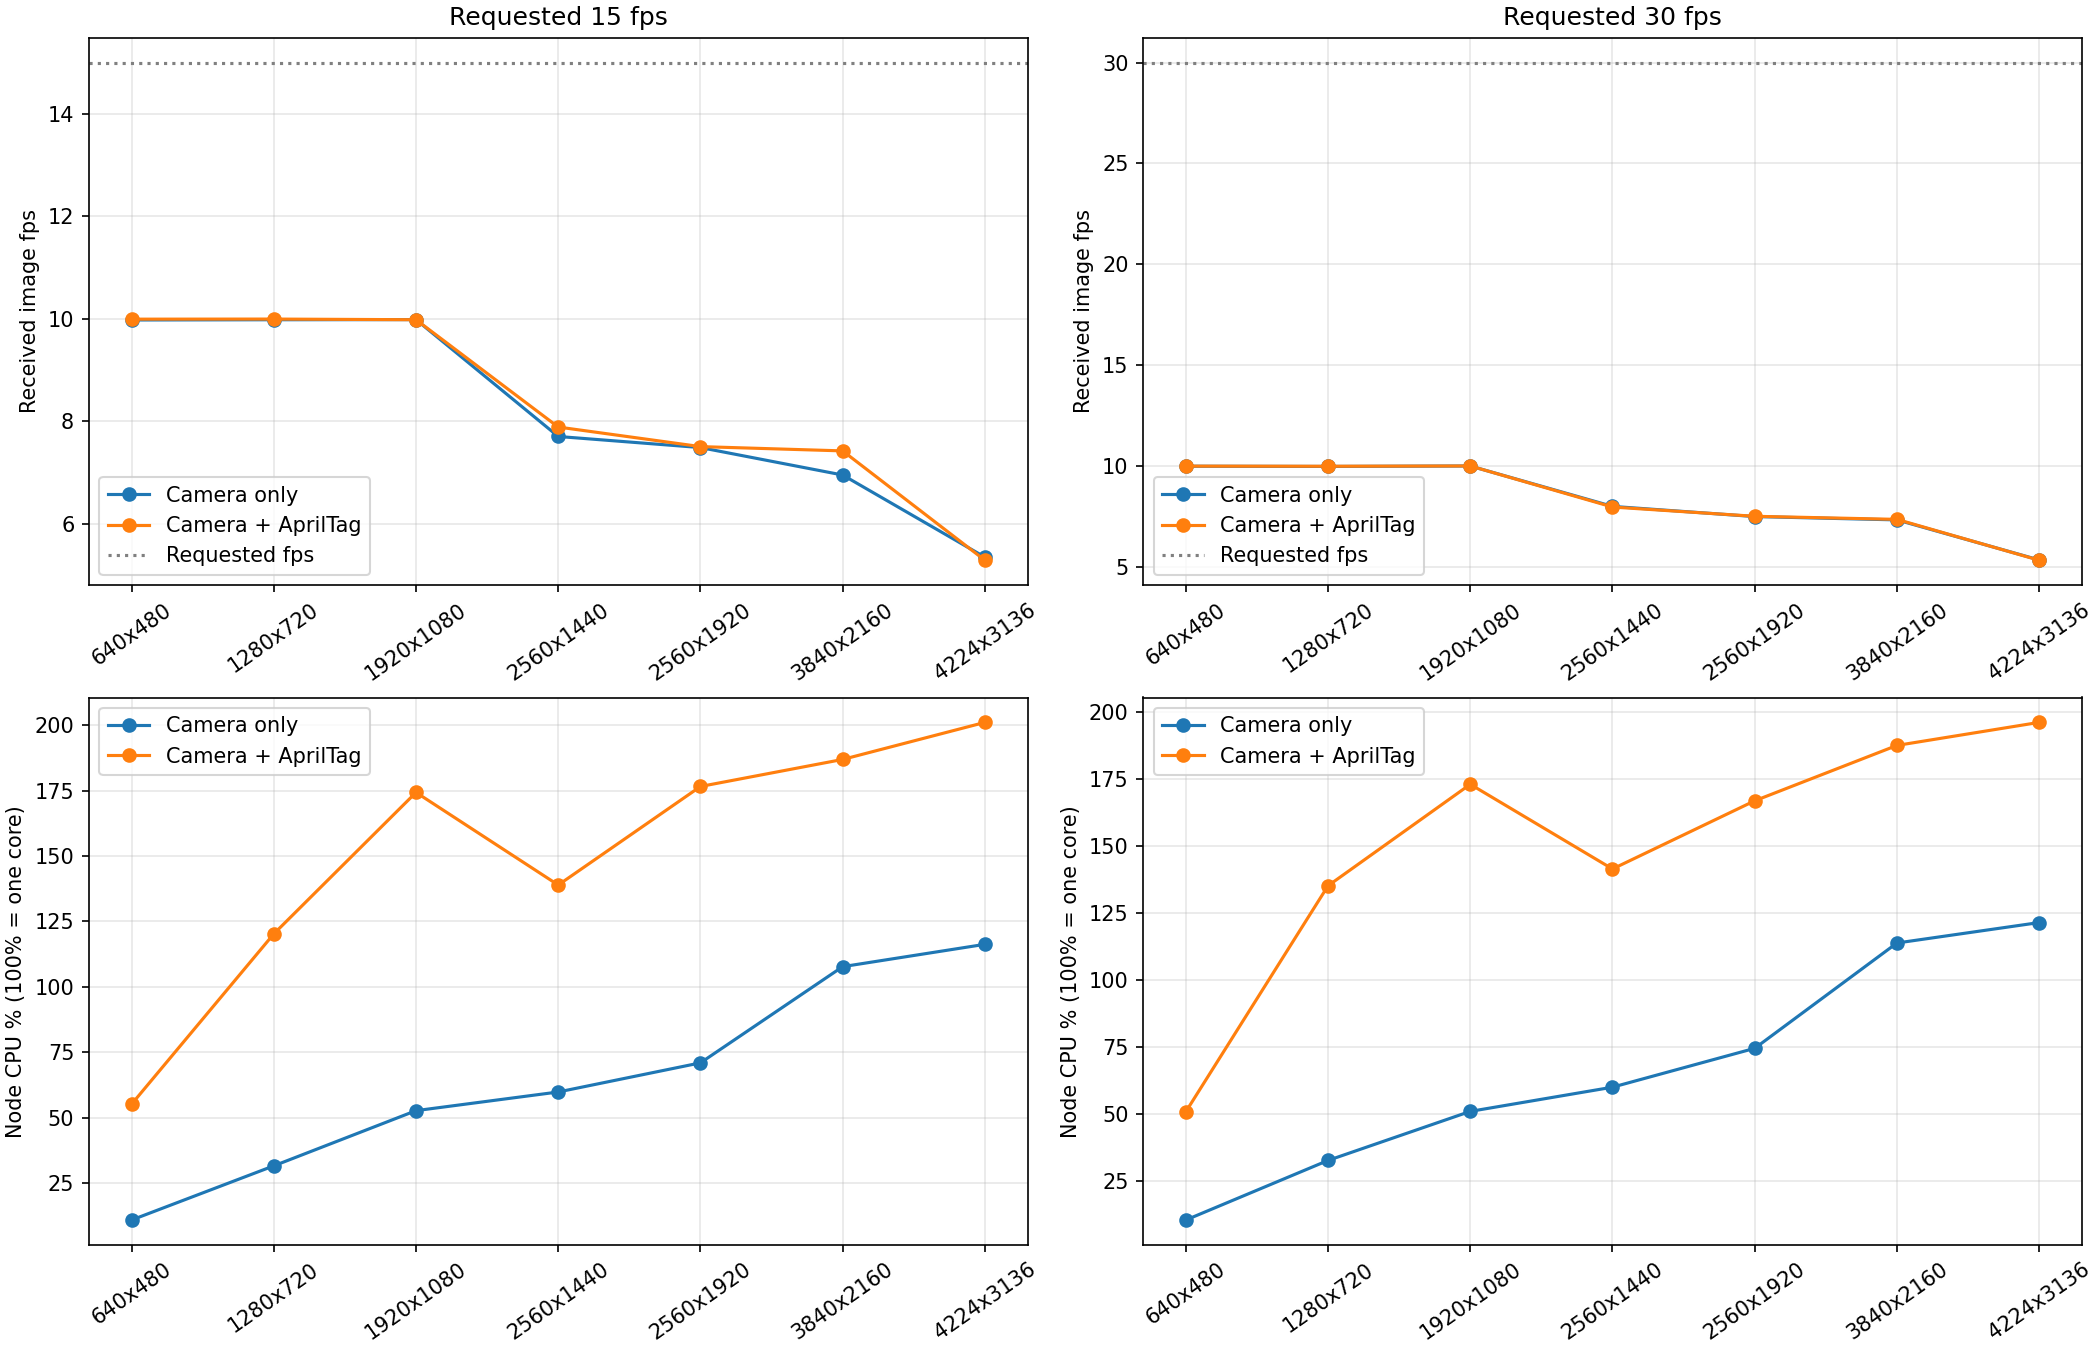 Requested 15 fps
Received image fps
14
12
10
8
6
Camera only
Camera + AprilTag
Requested fps
640x480
1280x720
1920x1080
2560x1440
2560x1920
3840x2160
4224x3136
Requested 30 fps
Received image fps
30
25
20
15
10
5
Camera only
Camera + AprilTag
Requested fps
640x480
1280x720
1920x1080
2560x1440
2560x1920
3840x2160
4224x3136
Node CPU % (100% = one core)
200
175
150
125
100
75
50
25
Camera only
Camera + AprilTag
640x480
1280x720
1920x1080
2560x1440
2560x1920
3840x2160
4224x3136
Node CPU % (100% = one core)
200
175
150
125
100
75
50
25
Camera only
Camera + AprilTag
640x480
1280x720
1920x1080
2560x1440
2560x1920
3840x2160
4224x3136